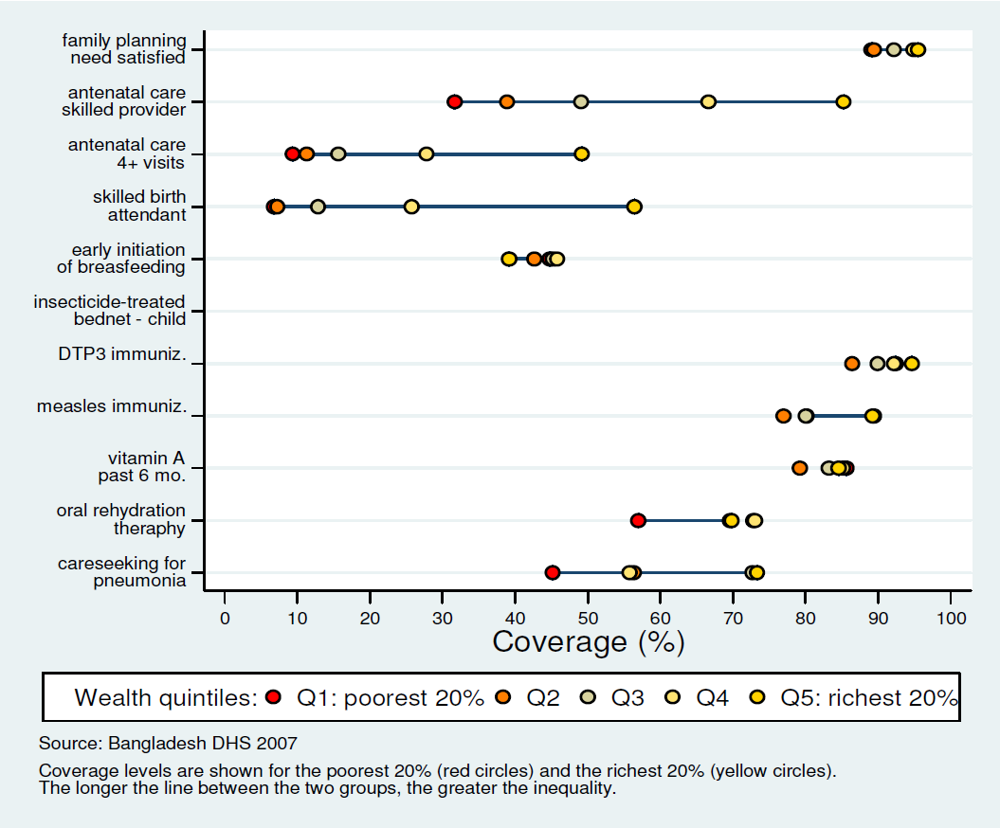 family planning
need satisfied
antenatal care
skilled provider
antenatal care
4+ visits
skilled birth
attendant
early initiation
of breasfeeding
insecticide-treated
bednet - child
DTP3 immuniz.
measles immuniz.
vitamin A
past 6 mo.
oral rehydration
theraphy
careseeking for
pneumonia
0 10 20 30 40 50 60 70 80 90 100
Coverage (%)
Wealth quintiles: Q1: poorest 20% Q2 Q3 Q4 Q5: richest 20%
Source: Bangladesh DHS 2007
Coverage levels are shown for the poorest 20% (red circles) and the richest 20% (yellow circles).
The longer the line between the two groups, the greater the inequality.